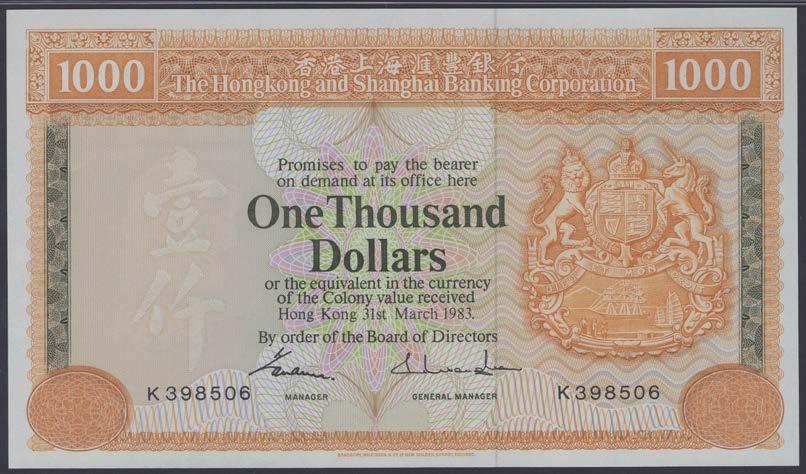 香港上海滙豐銀行
1000 The Hongkong and Shanghai Banking Corporation 1000
壹仟
Promises to pay the bearer
on demand at its office here
One Thousand
Dollars
or the equivalent in the currency
of the Colony value received
Hong Kong 31st March 1983.
By order of the Board of Directors
K398506 MANAGER GENERAL MANAGER K398506